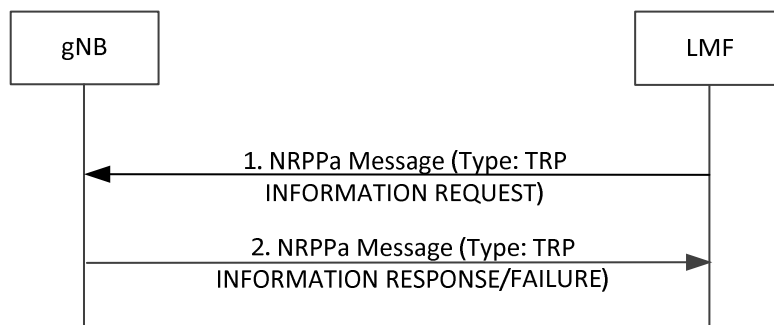 gNB
LMF
1. NRPPa Message (Type: TRP
INFORMATION REQUEST)
2. NRPPa Message (Type: TRP
INFORMATION RESPONSE/FAILURE)